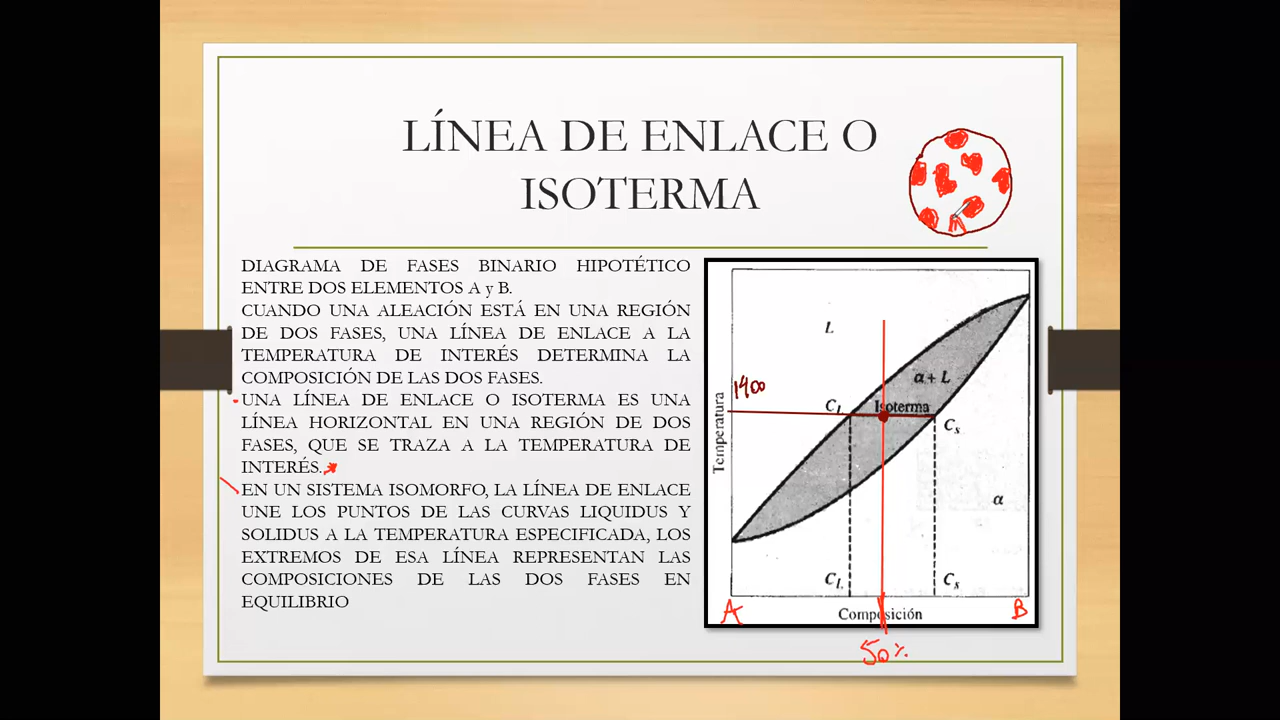 LÍNEA DE ENLACE O
ISOTERMA
DIAGRAMA DE FASES BINARIO HIPOTÉTICO
ENTRE DOS ELEMENTOS A y B.
CUANDO UNA ALEACIÓN ESTÁ EN UNA REGIÓN
DE DOS FASES, UNA LÍNEA DE ENLACE A LA
TEMPERATURA DE INTERÉS DETERMINA LA
COMPOSICIÓN DE LAS DOS FASES.
UNA LÍNEA DE ENLACE O ISOTERMA ES UNA
LÍNEA HORIZONTAL EN UNA REGIÓN DE DOS
FASES, QUE SE TRAZA A LA TEMPERATURA DE
INTERÉS.
EN UN SISTEMA ISOMORFO, LA LÍNEA DE ENLACE
UNE LOS PUNTOS DE LAS CURVAS LIQUIDUS Y
SOLIDUS A LA TEMPERATURA ESPECIFICADA, LOS
EXTREMOS DE ESA LÍNEA REPRESENTAN LAS
COMPOSICIONES DE LAS DOS FASES EN
EQUILIBRIO
L
α + L
1400
C_L Isoterma
C_s
Temperatura
α
C_L C_s
A B
Composición
50%